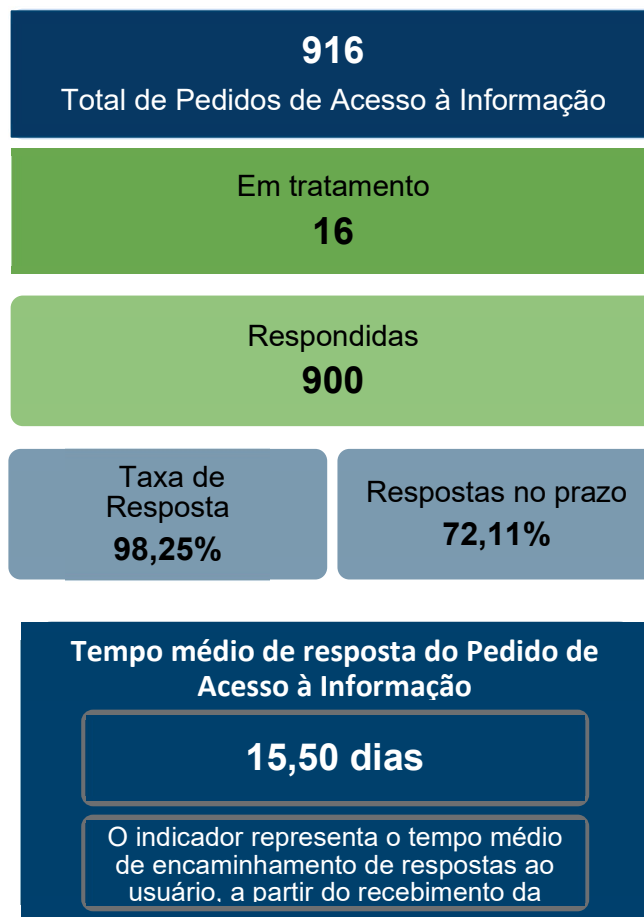 916
Total de Pedidos de Acesso à Informação
Em tratamento
16
Respondidas
900
Taxa de
Resposta
98,25%
Respostas no prazo
72,11%
Tempo médio de resposta do Pedido de
Acesso à Informação
15,50 dias
O indicador representa o tempo médio
de encaminhamento de respostas ao
usuário, a partir do recebimento da